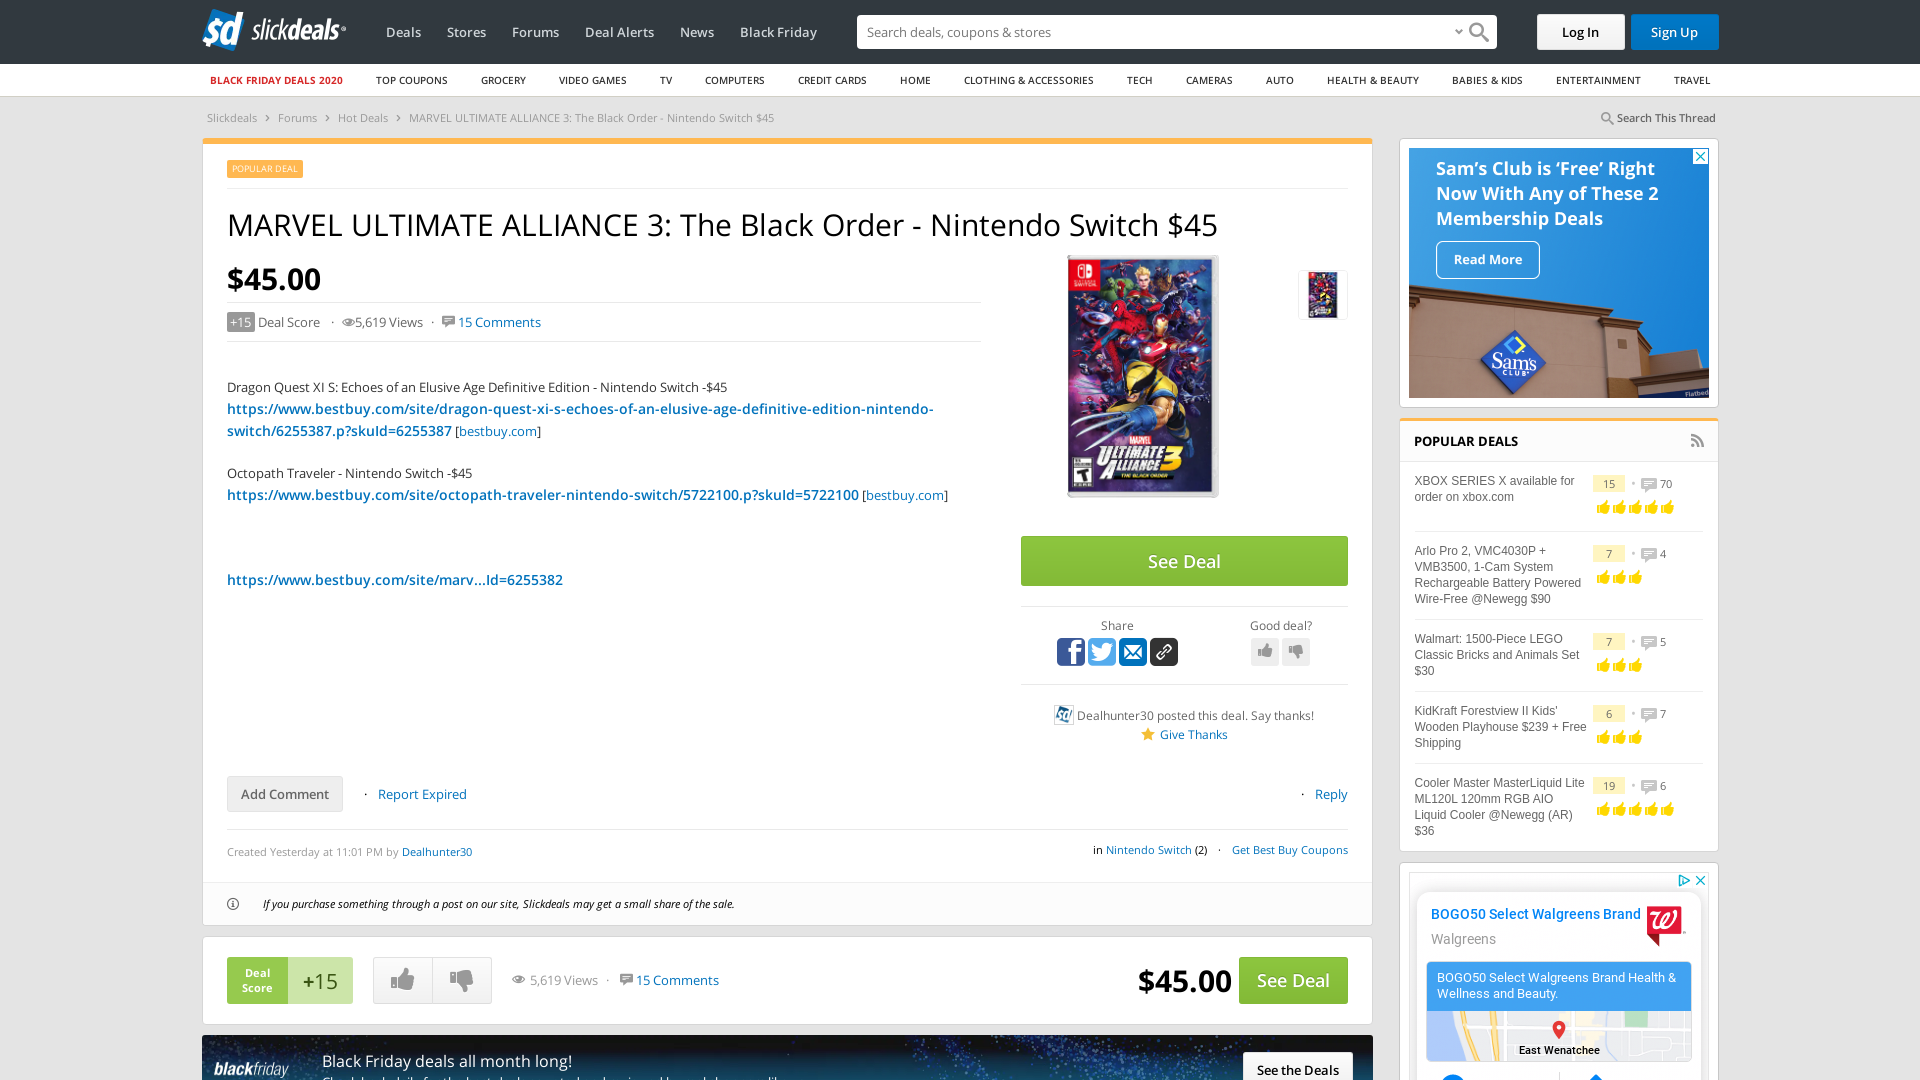 sd slickdeals
Deals Stores Forums Deal Alerts News Black Friday
Search deals, coupons & shops
Log In
Sign Up
BLACK FRIDAY DEALS 2020 TOP COUPONS GROCERY VIDEO GAMES TV COMPUTERS CREDIT CARDS HOME CLOTHING & ACCESSORIES TECH CAMERAS AUTO HEALTH & BEAUTY BABIES & KIDS ENTERTAINMENT TRAVEL
Slickdeals › Forums › Hot Deals › MARVEL ULTIMATE ALLIANCE 3: The Black Order - Nintendo Switch $45
Search This Thread
POPULAR DEAL
MARVEL ULTIMATE ALLIANCE 3: The Black Order - Nintendo Switch $45
$45.00
+15 Deal Score · 5,619 Views · 15 Comments
Dragon Quest XI S: Echoes of an Elusive Age Definitive Edition - Nintendo Switch -$45
https://www.bestbuy.com/site/dragon-quest-xi-s-echoes-of-an-elusive-age-definitive-edition-nintendo-
switch/6255387.p?skuId=6255387 [bestbuy.com]
Octopath Traveler - Nintendo Switch -$45
https://www.bestbuy.com/site/octopath-traveler-nintendo-switch/5722100.p?skuId=5722100 [bestbuy.com]
https://www.bestbuy.com/site/marv...Id=6255382
MARVEL
ULTIMATE
ALLIANCE 3
THE BLACK ORDER
See Deal
Share
Good deal?
Dealhunter30 posted this deal. Say thanks!
Give Thanks
Add Comment
· Report Expired
· Reply
Created Yesterday at 11:01 PM by Dealhunter30
in Nintendo Switch (2) · Get Best Buy Coupons
If you purchase something through a post on our site, Slickdeals may get a small share of the sale.
Deal
Score
+15
5,619 Views · 15 Comments
$45.00
See Deal
blackfriday
Black Friday deals all month long!
See the Deals
Sam's Club is 'Free' Right
Now With Any of These 2
Membership Deals
Read More
Sam's
CLUB
POPULAR DEALS
XBOX SERIES X available for
order on xbox.com
15 · 70
Arlo Pro 2, VMC4030P +
VMB3500, 1-Cam System
Rechargeable Battery Powered
Wire-Free @Newegg $90
7 · 4
Walmart: 1500-Piece LEGO
Classic Bricks and Animals Set
$30
7 · 5
KidKraft Forestview II Kids'
Wooden Playhouse $239 + Free
Shipping
6 · 7
Cooler Master MasterLiquid Lite
ML120L 120mm RGB AIO
Liquid Cooler @Newegg (AR)
$36
19 · 6
BOGO50 Select Walgreens Brand
Walgreens
BOGO50 Select Walgreens Brand Health &
Wellness and Beauty.
East Wenatchee